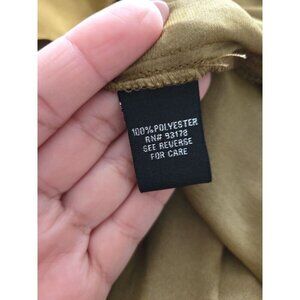 100% POLYESTER
RN# 93178
SEE REVERSE
FOR CARE